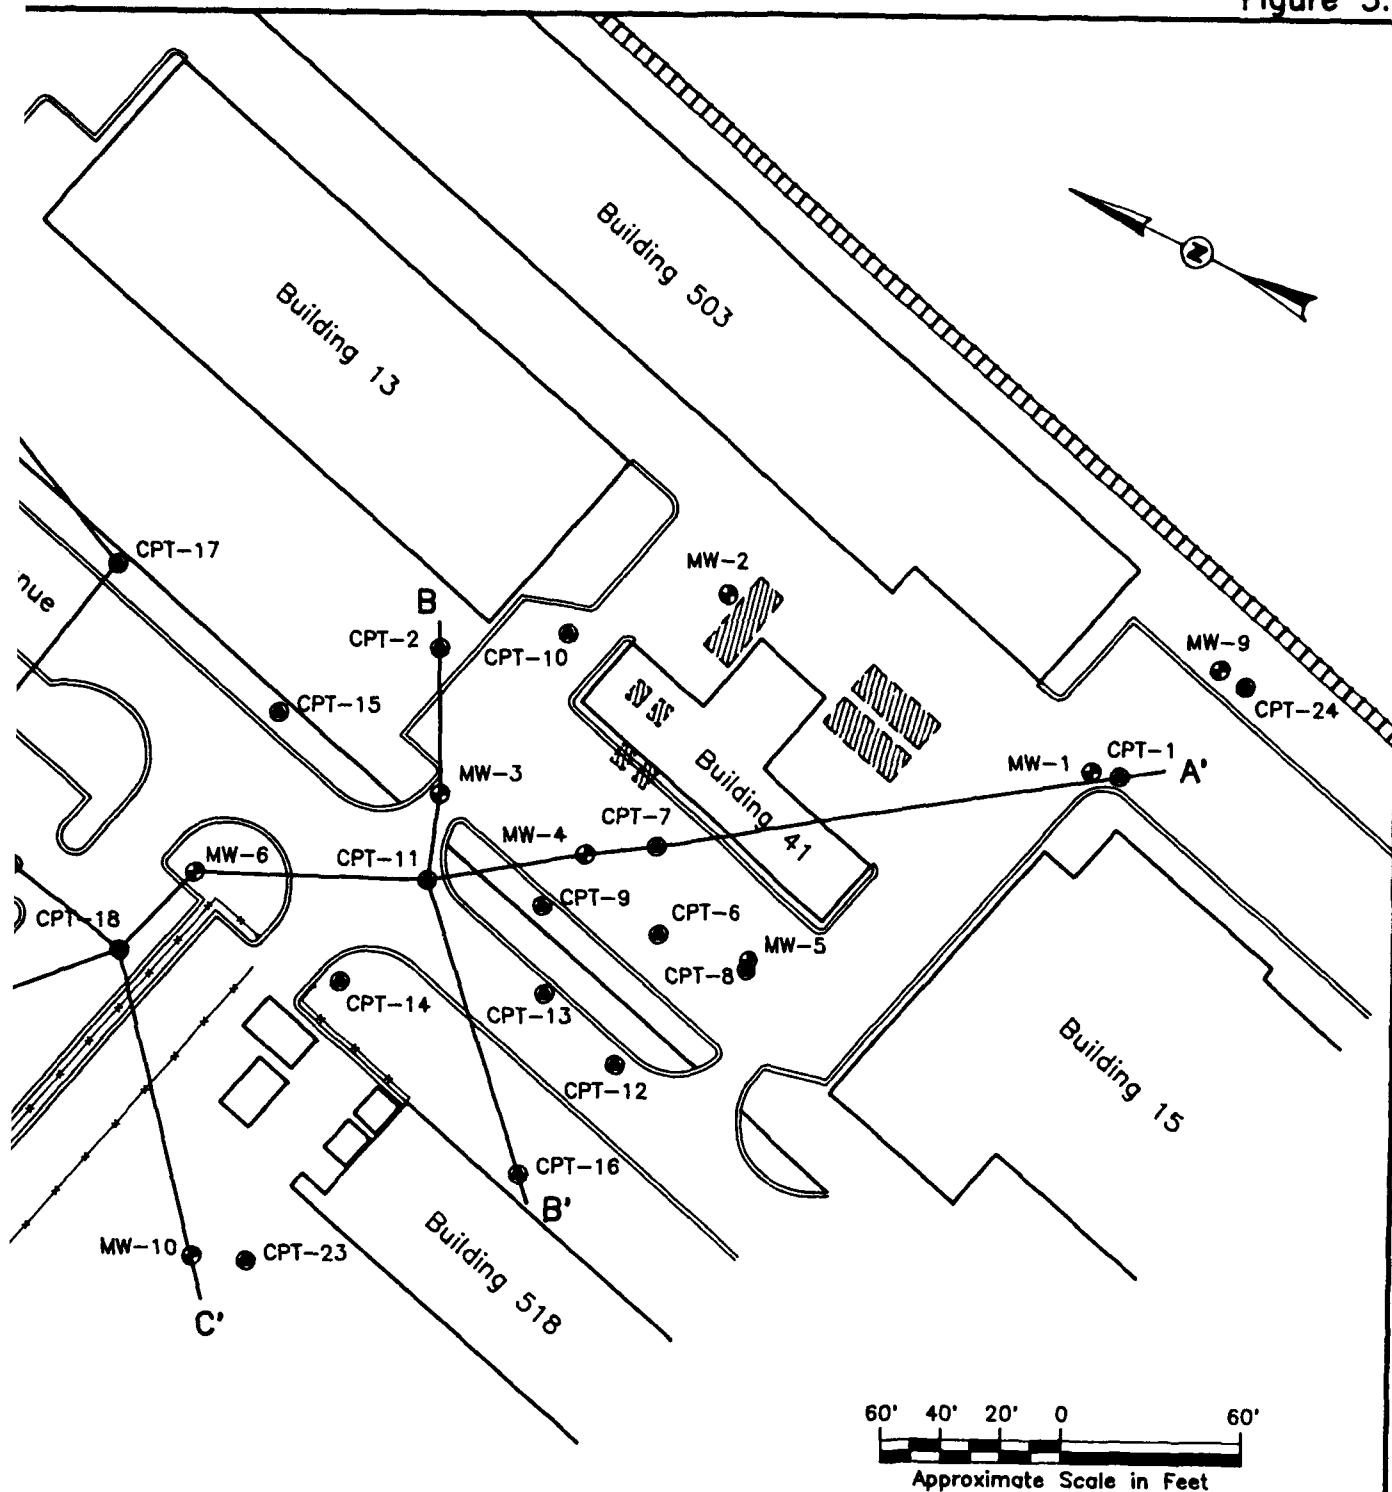 Figure 3.
Building 503
Building 13
N
CPT-17
nue
MW-2
B
CPT-2
CPT-10
MW-9
CPT-24
CPT-15
MW-1
CPT-1
A'
MW-3
Building 41
CPT-7
MW-4
CPT-11
MW-6
CPT-9
CPT-6
CPT-18
MW-5
CPT-8
CPT-14
CPT-13
Building 15
CPT-12
CPT-16
B'
MW-10
CPT-23
Building 518
C'
60' 40' 20' 0 60'
Approximate Scale in Feet